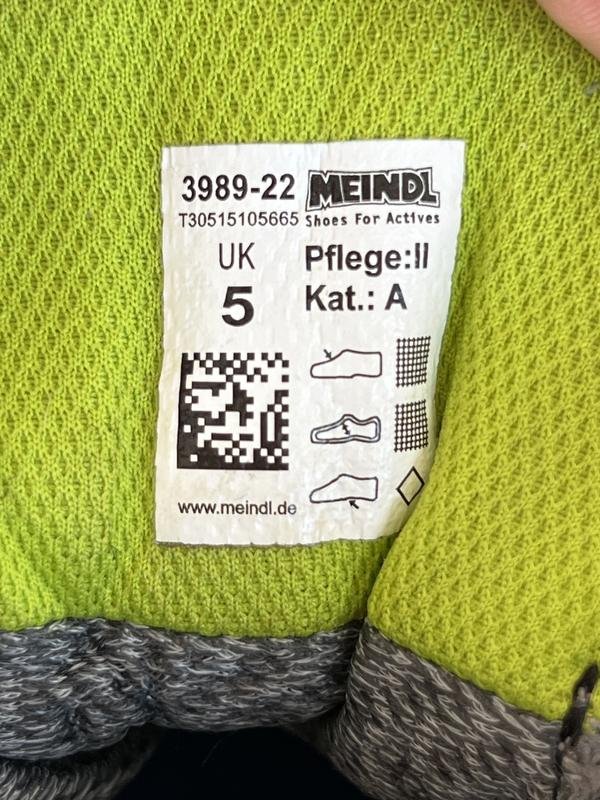 3989-22 MEINDL
T30515105665 Shoes For Actives
UK
5
Pflege:II
Kat.: A
www.meindl.de